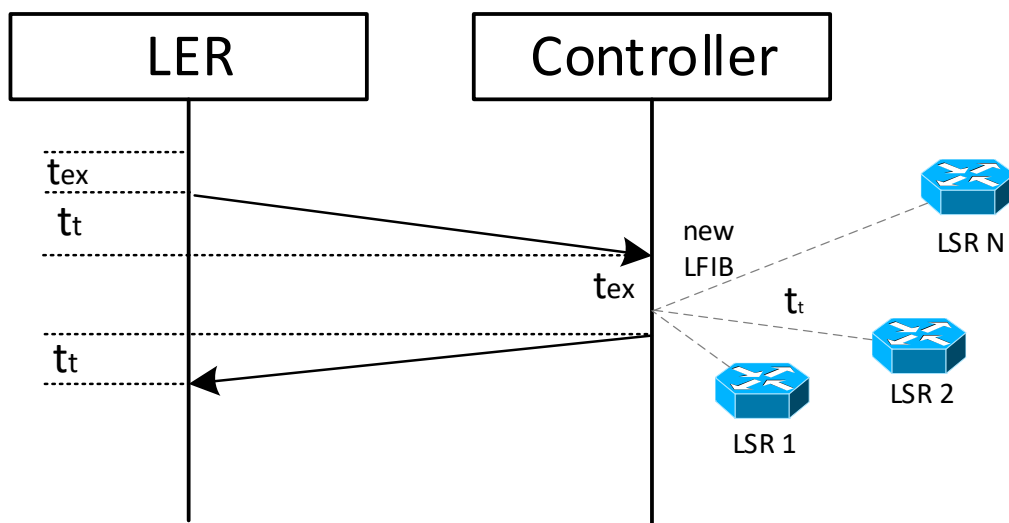 LER
Controller
tex
tt
new
LFIB
LSR N
tex
tt
tt
LSR 2
LSR 1